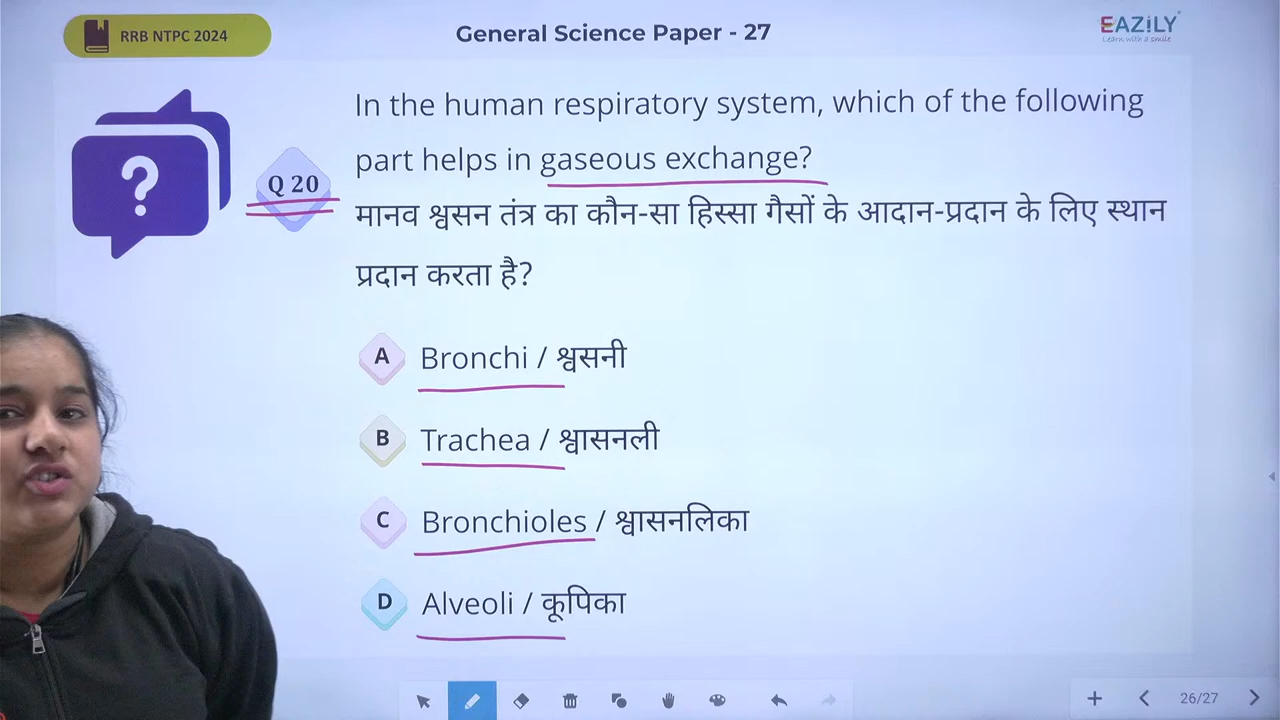 RRB NTPC 2024
General Science Paper - 27
EAZILY
Learn with a smile
Q 20
In the human respiratory system, which of the following
part helps in gaseous exchange?
मानव श्वसन तंत्र का कौन-सा हिस्सा गैसों के आदान-प्रदान के लिए स्थान
प्रदान करता है?
A Bronchi / श्वसनी
B Trachea / श्वासनली
C Bronchioles / श्वासनलिका
D Alveoli / कूपिका
26/27